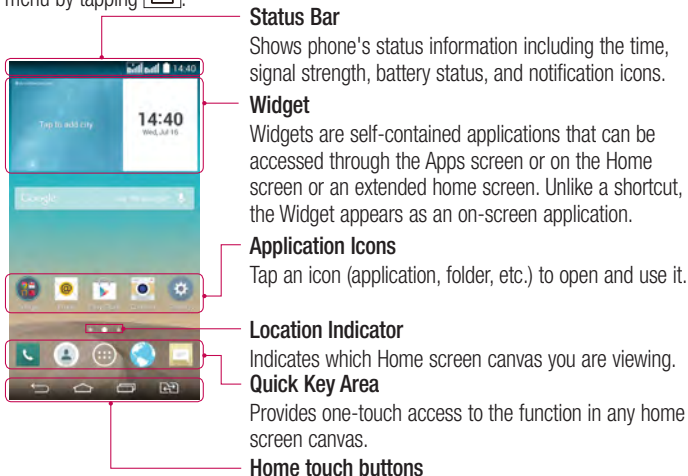 menu by tapping
Status Bar
Shows phone's status information including the time,
signal strength, battery status, and notification icons.
14:40
Widget
Tap to add city
14:40
Wed, Jul 16
Widgets are self-contained applications that can be
accessed through the Apps screen or on the Home
screen or an extended home screen. Unlike a shortcut,
the Widget appears as an on-screen application.
Google
Application Icons
Tap an icon (application, folder, etc.) to open and use it.
Location Indicator
Indicates which Home screen canvas you are viewing.
Quick Key Area
Provides one-touch access to the function in any home
screen canvas.
Home touch buttons